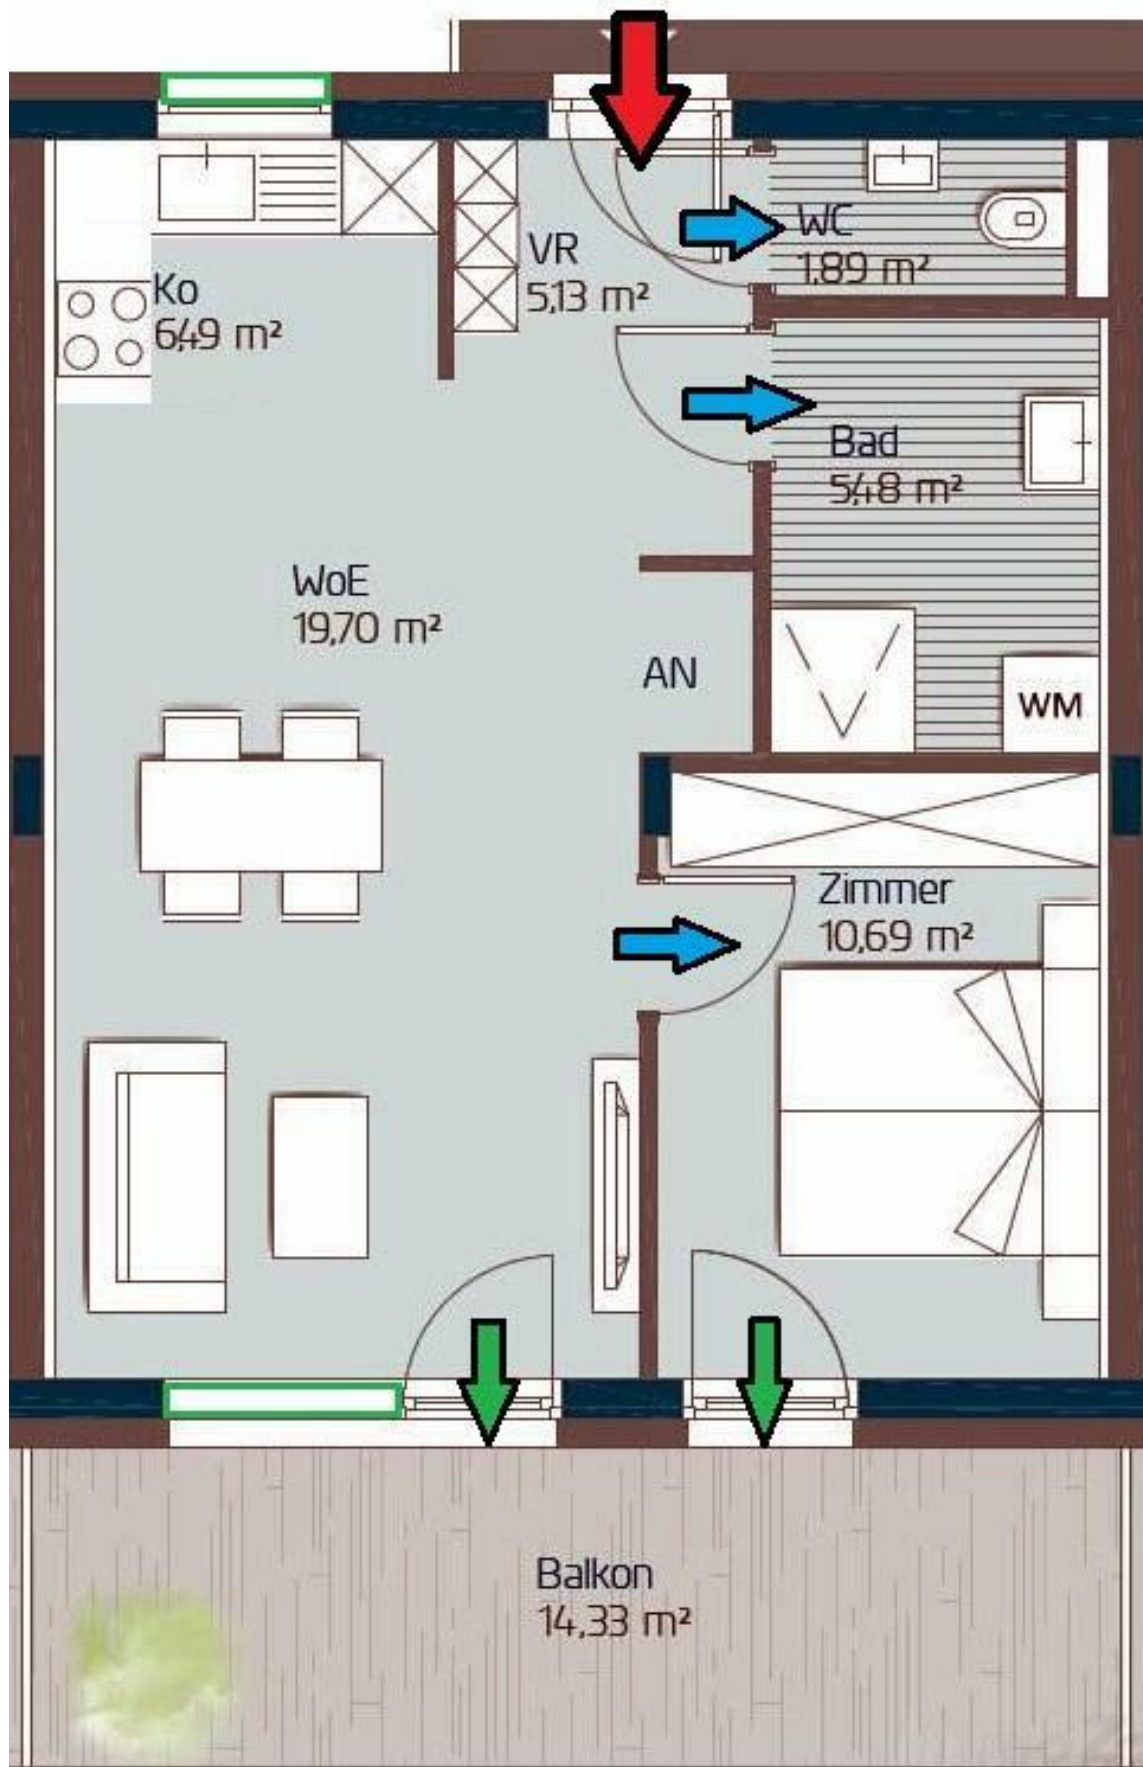 WC
1,89 m²
VR
5,13 m²
Ko
6,49 m²
Bad
5,48 m²
WoE
19,70 m²
AN
WM
Zimmer
10,69 m²
Balkon
14,33 m²